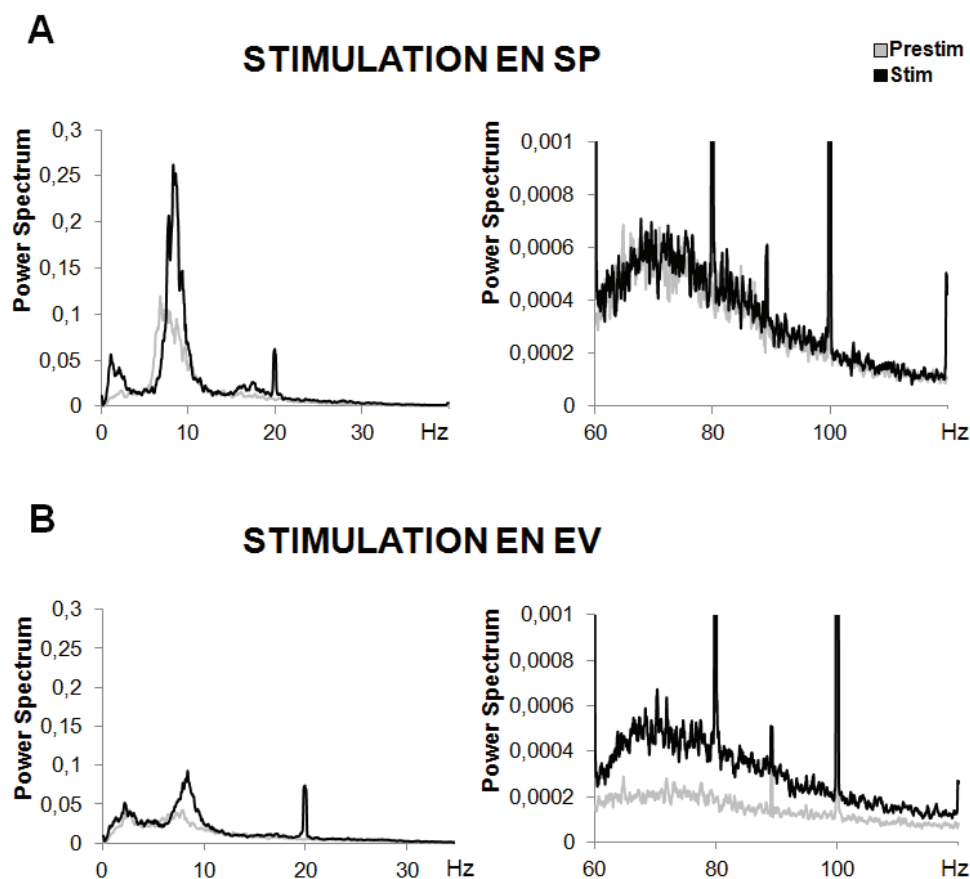 A
STIMULATION EN SP
Prestim
Stim
Power Spectrum
0,3
0,25
0,2
0,15
0,1
0,05
0
0 10 20 30 Hz
Power Spectrum
0,001
0,0008
0,0006
0,0004
0,0002
0
60 80 100 Hz
B
STIMULATION EN EV
Power Spectrum
0,3
0,25
0,2
0,15
0,1
0,05
0
0 10 20 30 Hz
Power Spectrum
0,001
0,0008
0,0006
0,0004
0,0002
0
60 80 100 Hz